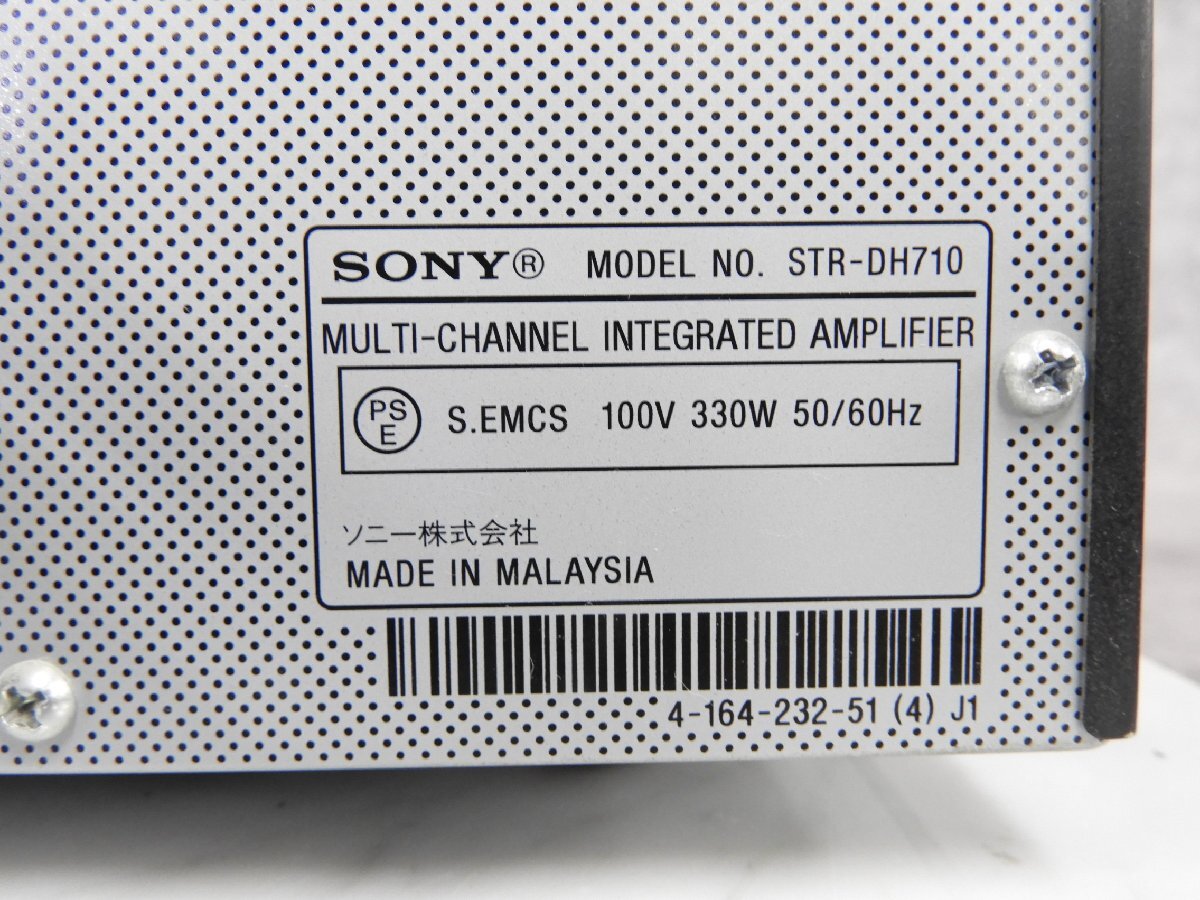 SONY® MODEL NO. STR-DH710
MULTI-CHANNEL INTEGRATED AMPLIFIER
PS E S.EMCS 100V 330W 50/60Hz
ソニー株式会社
MADE IN MALAYSIA
4-164-232-51 (4) J1